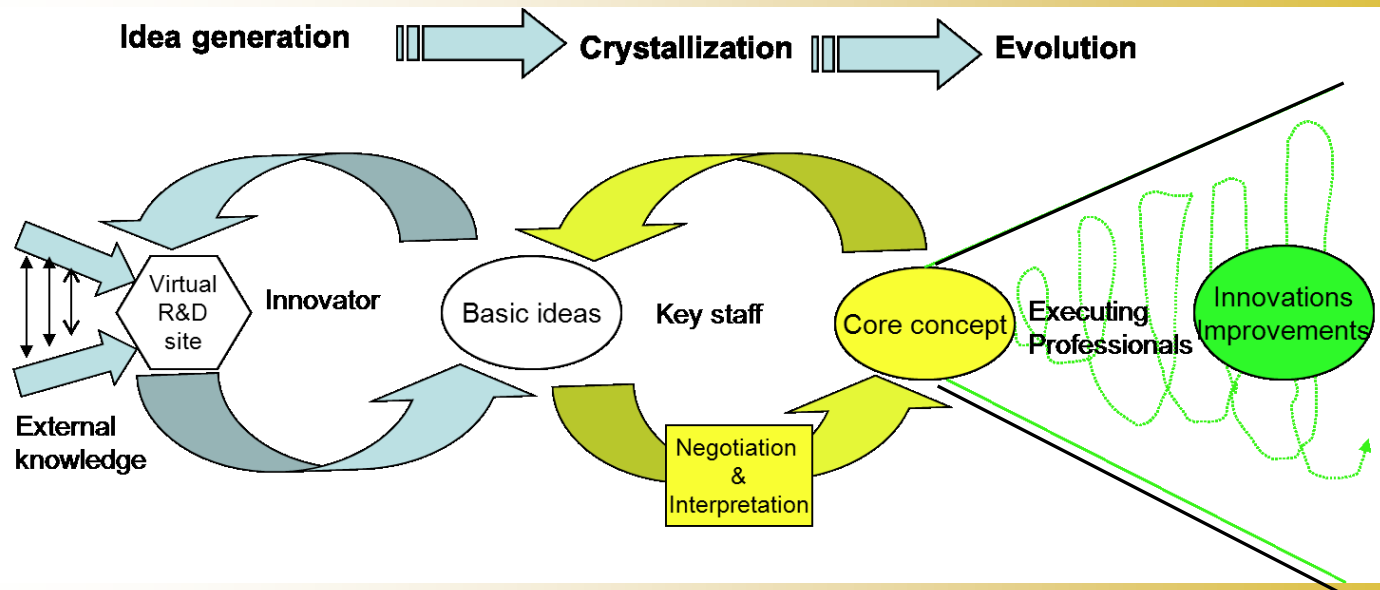 Idea generation
Crystallization
Evolution
Virtual
R&D
site
Innovator
Basic ideas
Key staff
Core concept
Executing
Professionals
Innovations
Improvements
External
knowledge
Negotiation
&
Interpretation